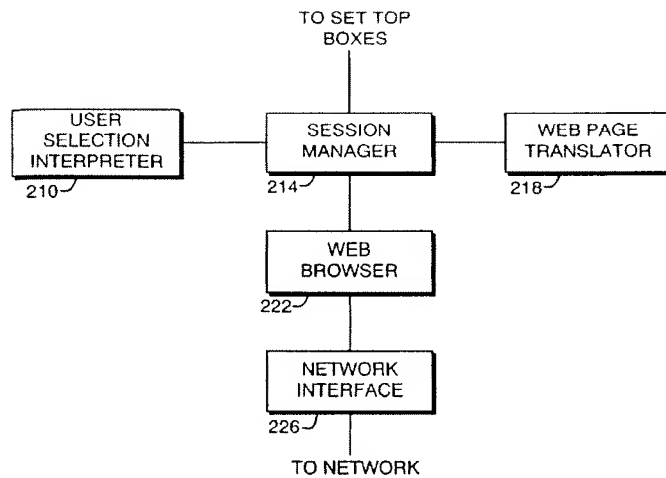 TO SET TOP
BOXES
USER
SELECTION
INTERPRETER
210
SESSION
MANAGER
214
WEB PAGE
TRANSLATOR
218
WEB
BROWSER
222
NETWORK
INTERFACE
226
TO NETWORK